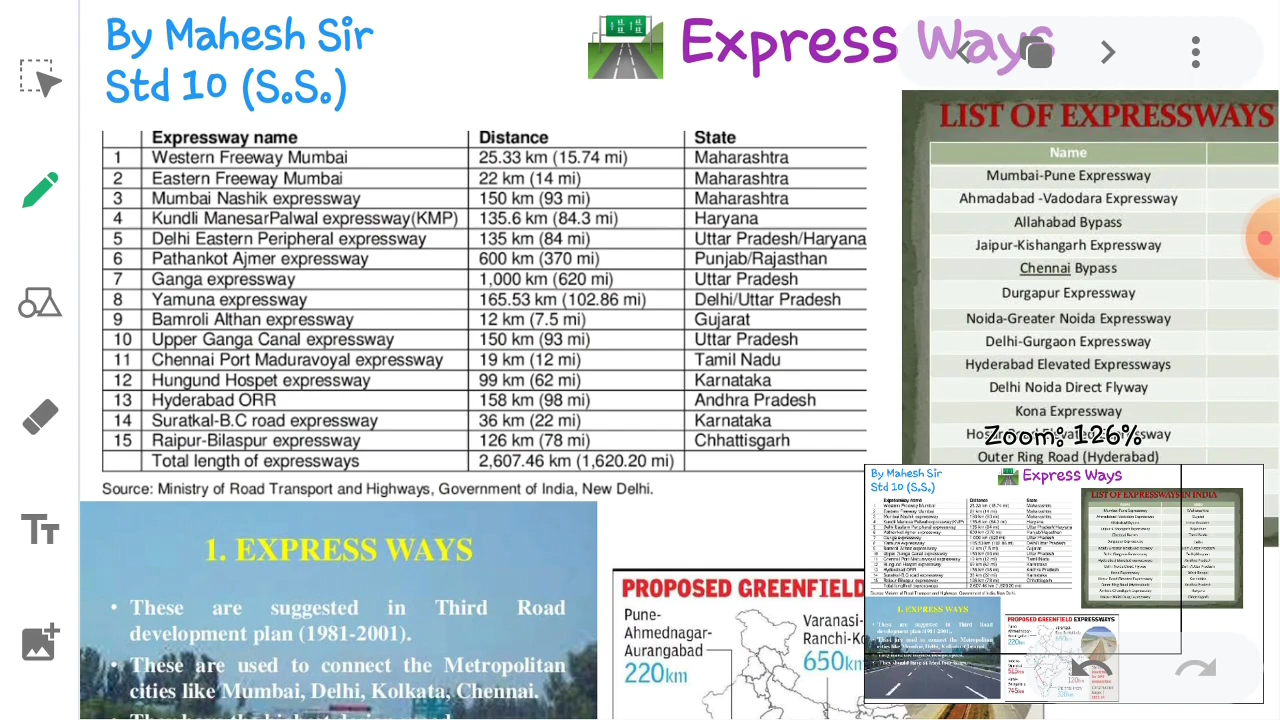 By Mahesh Sir
Std 10 (S.S.)
Express Ways
Expressway name Distance State
1 Western Freeway Mumbai 25.33 km (15.74 mi) Maharashtra
2 Eastern Freeway Mumbai 22 km (14 mi) Maharashtra
3 Mumbai Nashik expressway 150 km (93 mi) Maharashtra
4 Kundli ManesarPalwal expressway(KMP) 135.6 km (84.3 mi) Haryana
5 Delhi Eastern Peripheral expressway 135 km (84 mi) Uttar Pradesh/Haryana
6 Pathankot Ajmer expressway 600 km (370 mi) Punjab/Rajasthan
7 Ganga expressway 1,000 km (620 mi) Uttar Pradesh
8 Yamuna expressway 165.53 km (102.86 mi) Delhi/Uttar Pradesh
9 Bamroli Althan expressway 12 km (7.5 mi) Gujarat
10 Upper Ganga Canal expressway 150 km (93 mi) Uttar Pradesh
11 Chennai Port Maduravoyal expressway 19 km (12 mi) Tamil Nadu
12 Hungund Hospet expressway 99 km (62 mi) Karnataka
13 Hyderabad ORR 158 km (98 mi) Andhra Pradesh
14 Suratkal-B.C road expressway 36 km (22 mi) Karnataka
15 Raipur-Bilaspur expressway 126 km (78 mi) Chhattisgarh
Total length of expressways 2,607.46 km (1,620.20 mi)
Source: Ministry of Road Transport and Highways, Government of India, New Delhi.
LIST OF EXPRESSWAYS
Name
Mumbai-Pune Expressway
Ahmadabad -Vadodara Expressway
Allahabad Bypass
Jaipur-Kishangarh Expressway
Chennai Bypass
Durgapur Expressway
Noida-Greater Noida Expressway
Delhi-Gurgaon Expressway
Hyderabad Elevated Expressways
Delhi Noida Direct Flyway
Kona Expressway
Zoom: 126%
Outer Ring Road (Hyderabad)
1. EXPRESS WAYS
• These are suggested in Third Road
development plan (1981-2001).
• These are used to connect the Metropolitan
cities like Mumbai, Delhi, Kolkata, Chennai.
PROPOSED GREENFIELD
Pune-
Ahmednagar-
Aurangabad
220km
Varanasi-
Ranchi-Ko
650km
By Mahesh Sir
Std 10 (S.S.)
Express Ways
LIST OF EXPRESSWAYS IN INDIA
1. EXPRESS WAYS
PROPOSED GREENFIELD EXPRESSWAYS